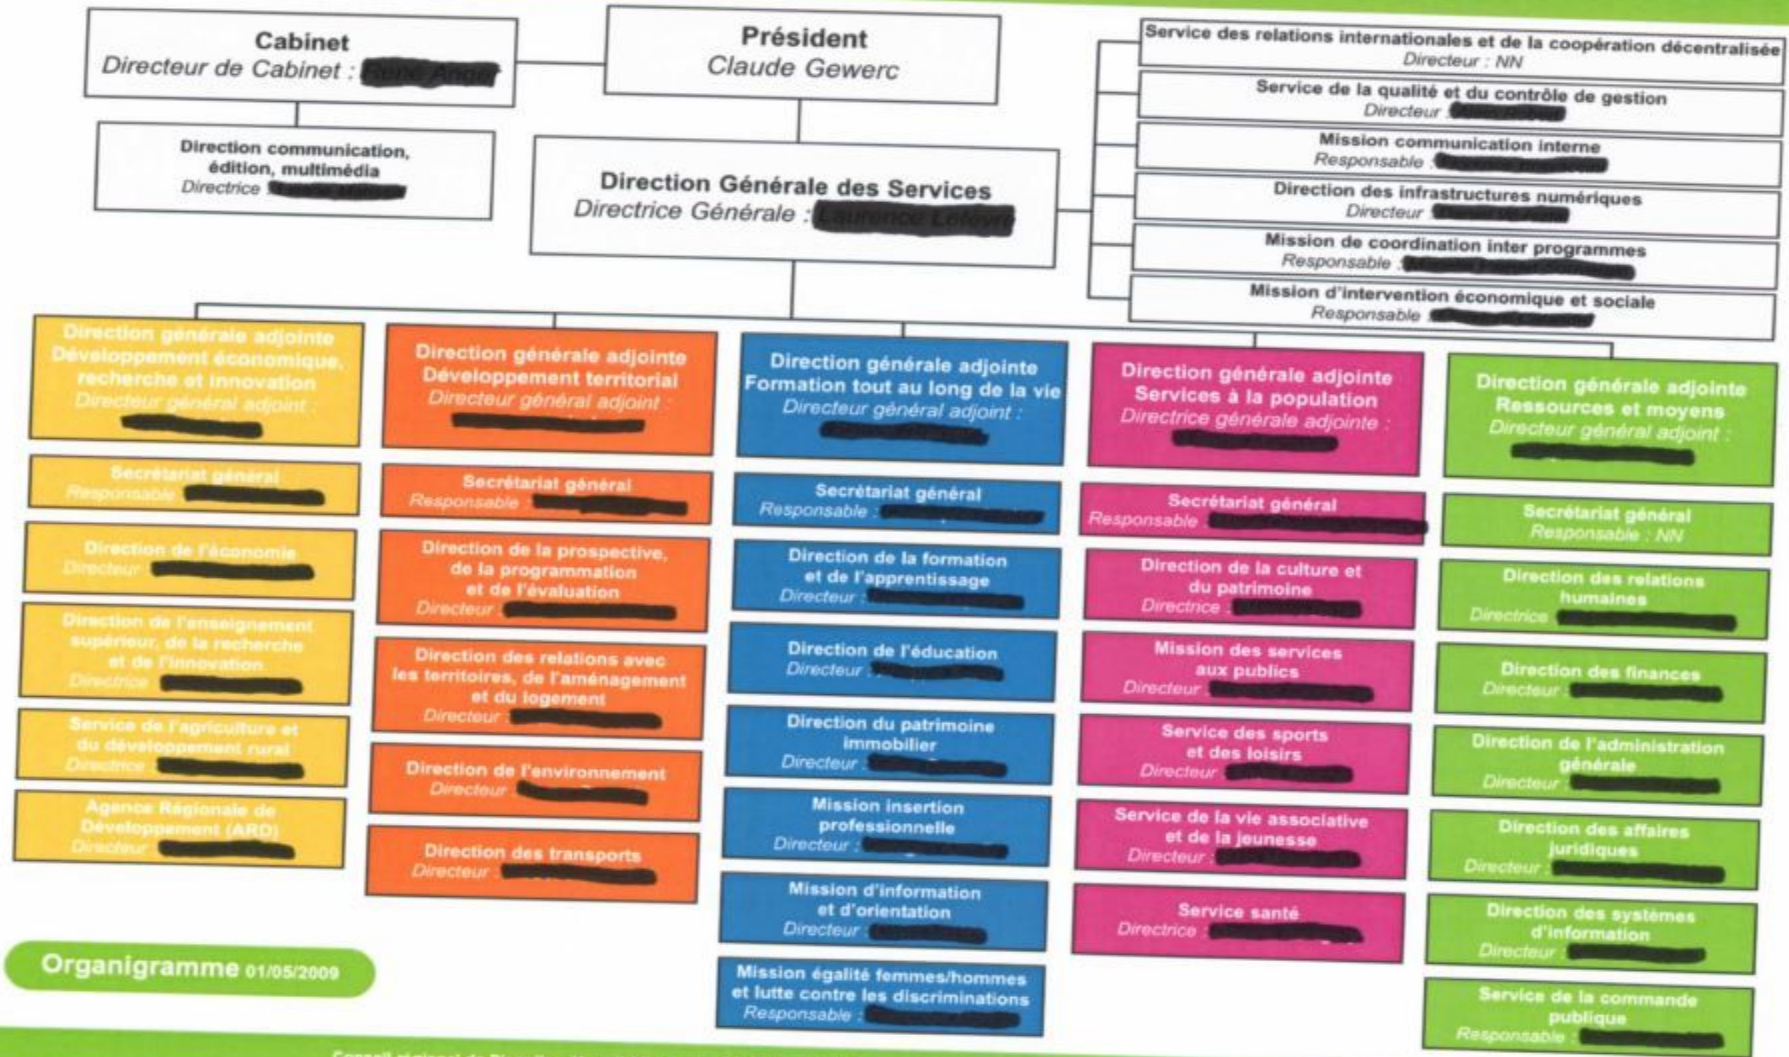 Cabinet
Directeur de Cabinet :
Président
Claude Gewerc
Direction communication,
édition, multimédia
Directrice
Direction Générale des Services
Directrice Générale :
Service des relations internationales et de la coopération décentralisée
Directeur : NN
Service de la qualité et du contrôle de gestion
Directeur
Mission communication interne
Responsable :
Direction des infrastructures numériques
Directeur :
Mission de coordination inter programmes
Responsable :
Mission d'intervention économique et sociale
Responsable :
Direction générale adjointe
Développement économique,
recherche et innovation
Directeur général adjoint :
Secrétariat général
Responsable
Direction de l'économie
Directeur
Direction de l'enseignement
supérieur, de la recherche
et de l'innovation
Directrice
Service de l'agriculture et
du développement rural
Directrice :
Agence Régionale de
Développement (ARD)
Directeur
Direction générale adjointe
Développement territorial
Directeur général adjoint :
Secrétariat général
Responsable :
Direction de la prospective,
de la programmation
et de l'évaluation
Directeur :
Direction des relations avec
les territoires, de l'aménagement
et du logement
Directeur :
Direction de l'environnement
Directeur :
Direction des transports
Directeur :
Direction générale adjointe
Formation tout au long de la vie
Directeur général adjoint :
Secrétariat général
Responsable :
Direction de la formation
et de l'apprentissage
Directeur :
Direction de l'éducation
Directeur :
Direction du patrimoine
immobilier
Directeur :
Mission insertion
professionnelle
Directeur :
Mission d'information
et d'orientation
Directeur :
Mission égalité femmes/hommes
et lutte contre les discriminations
Responsable :
Direction générale adjointe
Services à la population
Directrice générale adjointe :
Secrétariat général
Responsable
Direction de la culture et
du patrimoine
Directrice :
Mission des services
aux publics
Directeur :
Service des sports
et des loisirs
Directeur
Service de la vie associative
et de la jeunesse
Directeur :
Service santé
Directrice :
Direction générale adjointe
Ressources et moyens
Directeur général adjoint :
Secrétariat général
Responsable : NN
Direction des relations
humaines
Directrice
Direction des finances
Directeur :
Direction de l'administration
générale
Directeur :
Direction des affaires
juridiques
Directeur :
Direction des systèmes
d'information
Directeur :
Service de la commande
publique
Responsable :
Organigramme 01/05/2009